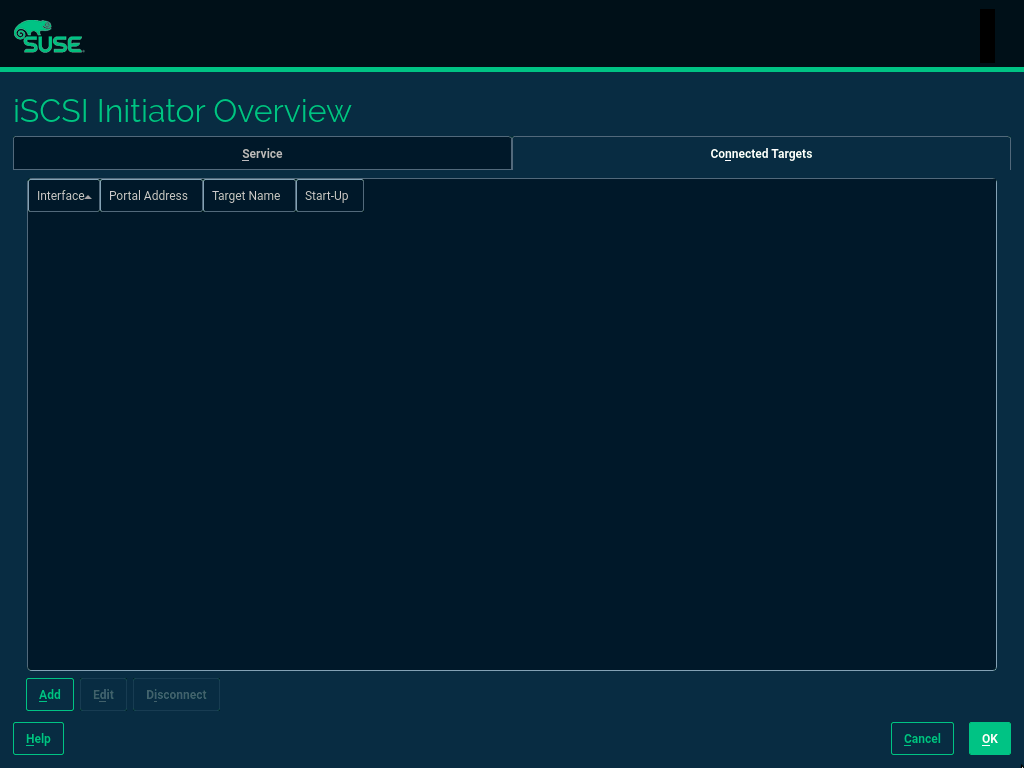 SUSE
iSCSI Initiator Overview
Service Connected Targets
Interface Portal Address Target Name Start-Up
Add Edit Disconnect
Help Cancel OK